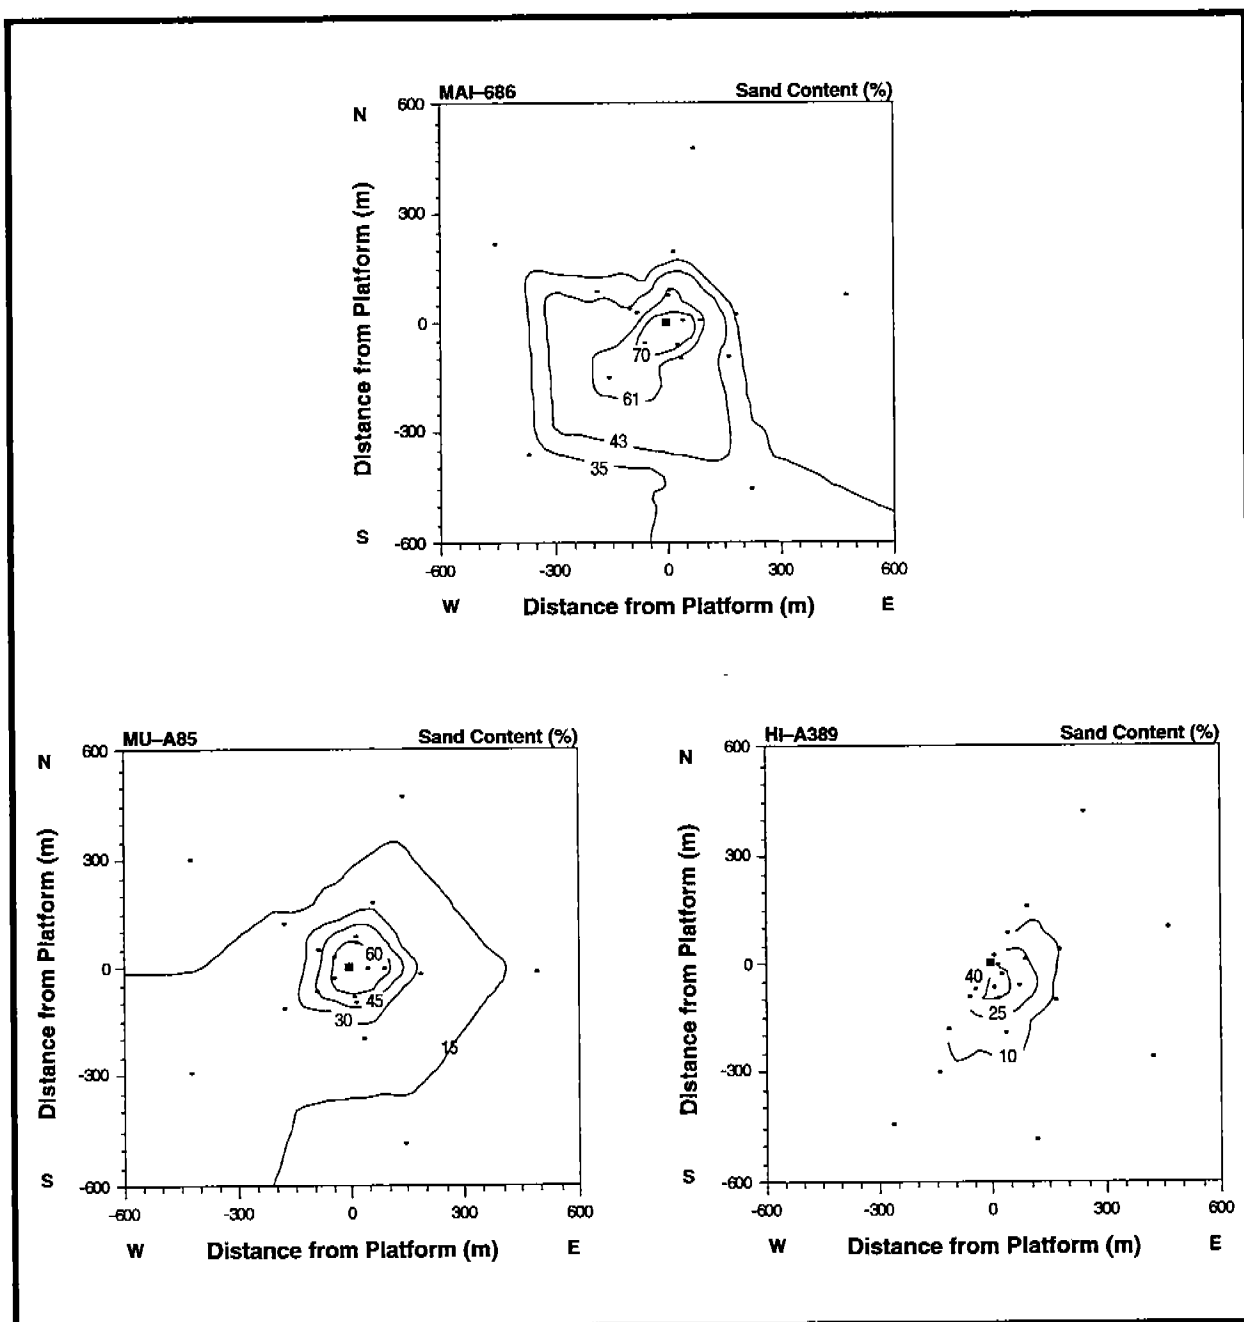 MAI-686 Sand Content (%)
N
600
300
0
-300
-600
S
Distance from Platform (m)
70
61
43
35
-600 -300 0 300 600
W Distance from Platform (m) E
MU-A85 Sand Content (%)
N
600
300
0
-300
-600
S
Distance from Platform (m)
60
45
30
15
-600 -300 0 300 600
W Distance from Platform (m) E
HI-A389 Sand Content (%)
N
600
300
0
-300
-600
S
Distance from Platform (m)
40
25
10
-600 -300 0 300 600
W Distance from Platform (m) E